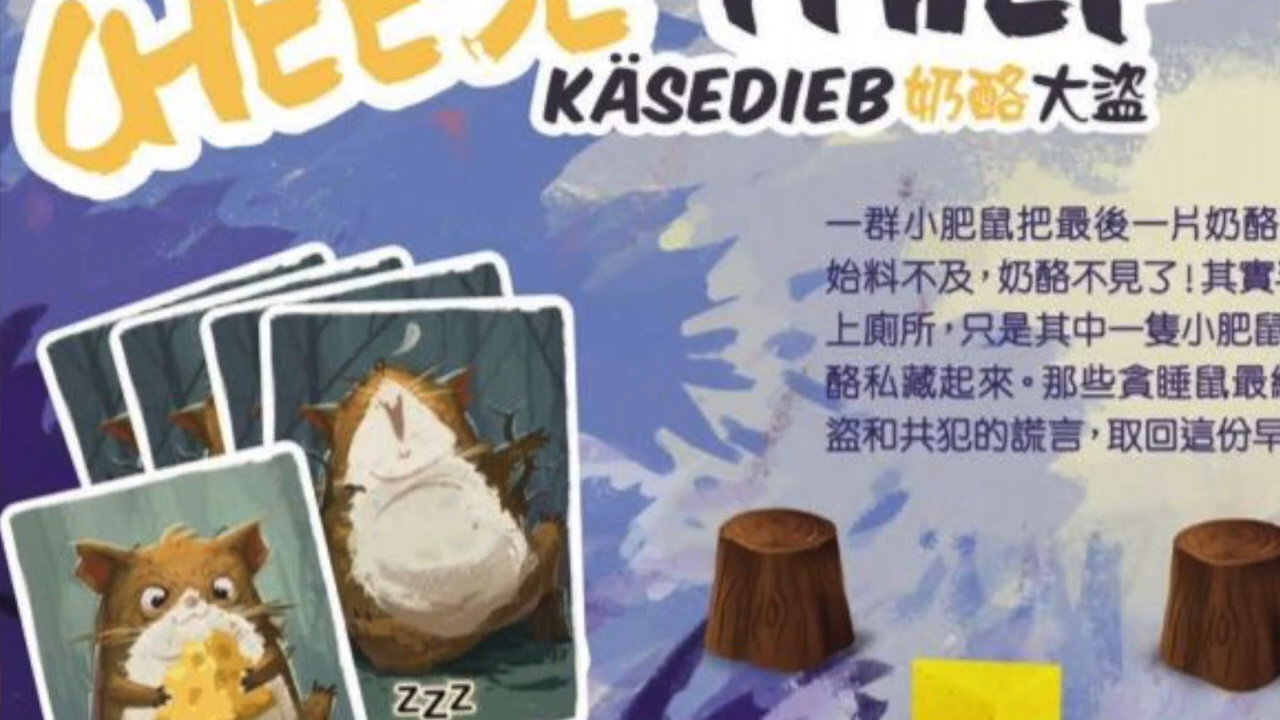 CHEESE THIEF
KÄSEDIEB 奶酪大盜
一群小肥鼠把最後一片奶酪
始料不及，奶酪不見了！其實
上廁所，只是其中一隻小肥鼠
酪私藏起來。那些貪睡鼠最
盜和共犯的謊言，取回這份早
zzz